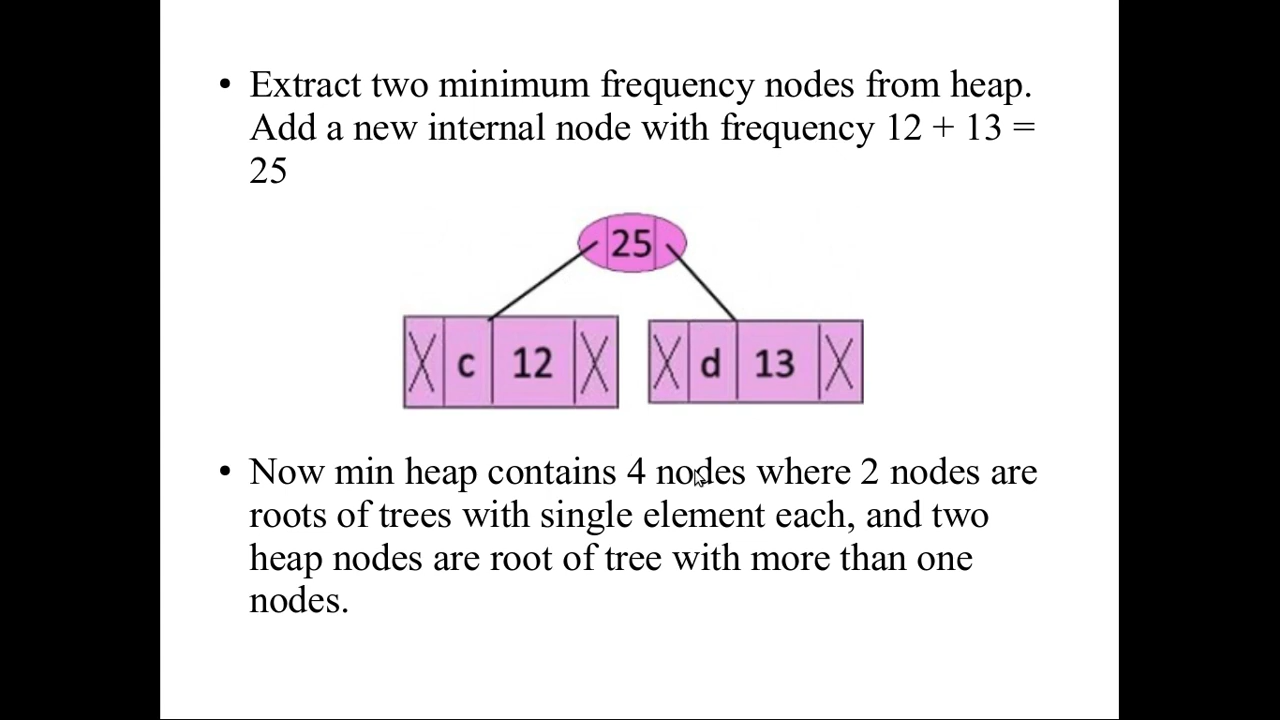 • Extract two minimum frequency nodes from heap.
Add a new internal node with frequency 12 + 13 =
25
25
c 12
d 13
• Now min heap contains 4 nodes where 2 nodes are
roots of trees with single element each, and two
heap nodes are root of tree with more than one
nodes.